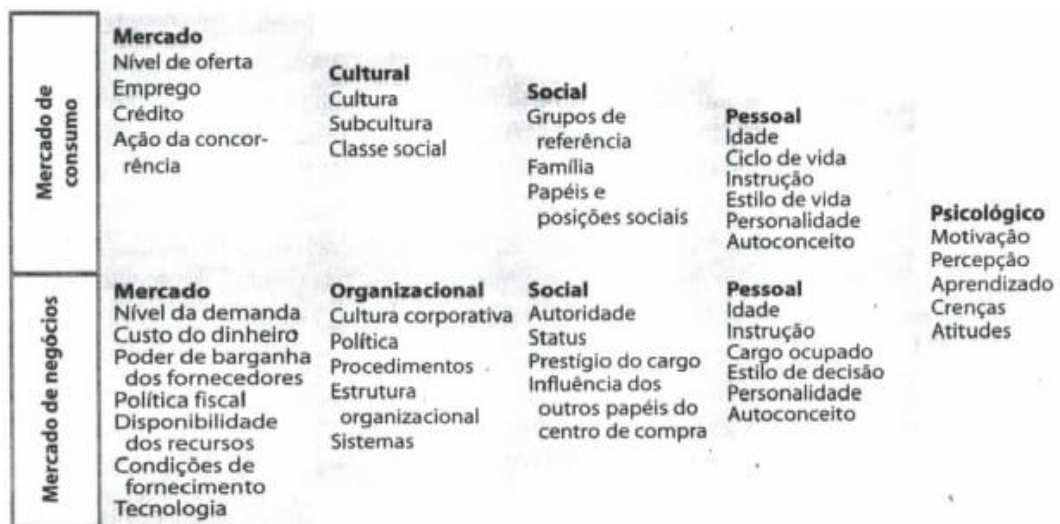 Mercado de
consumo
Mercado
Nível de oferta
Emprego
Crédito
Ação da concor-
rência
Cultural
Cultura
Subcultura
Classe social
Social
Grupos de
referência
Família
Papéis e
posições sociais
Pessoal
Idade
Ciclo de vida
Instrução
Estilo de vida
Personalidade
Autoconceito
Psicológico
Motivação
Percepção
Aprendizado
Crenças
Atitudes
Mercado de negócios
Mercado
Nível da demanda
Custo do dinheiro
Poder de barganha
dos fornecedores
Política fiscal
Disponibilidade
dos recursos
Condições de
fornecimento
Tecnologia
Organizacional
Cultura corporativa
Política
Procedimentos
Estrutura
organizacional
Sistemas
Social
Autoridade
Status
Prestígio do cargo
Influência dos
outros papéis do
centro de compra
Pessoal
Idade
Instrução
Cargo ocupado
Estilo de decisão
Personalidade
Autoconceito